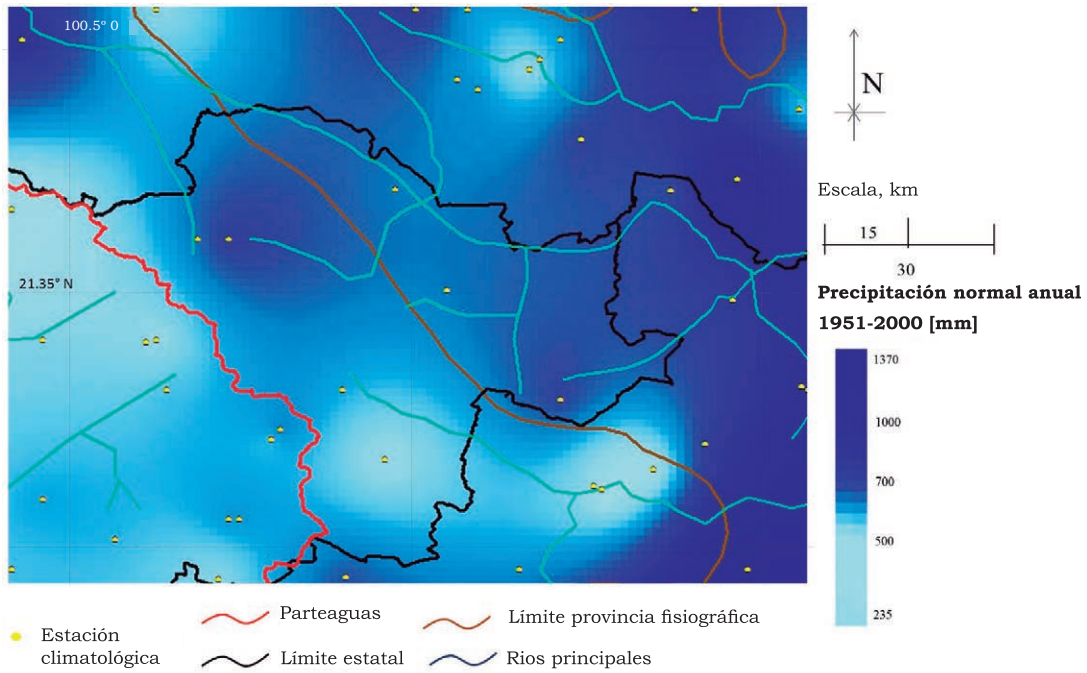 100.5° 0
N
Escala, km
15
30
21.35° N
Precipitación normal anual
1951-2000 [mm]
1370
1000
700
500
235
Estación
climatológica
Parteaguas
Límite estatal
Límite provincia fisiográfica
Rios principales